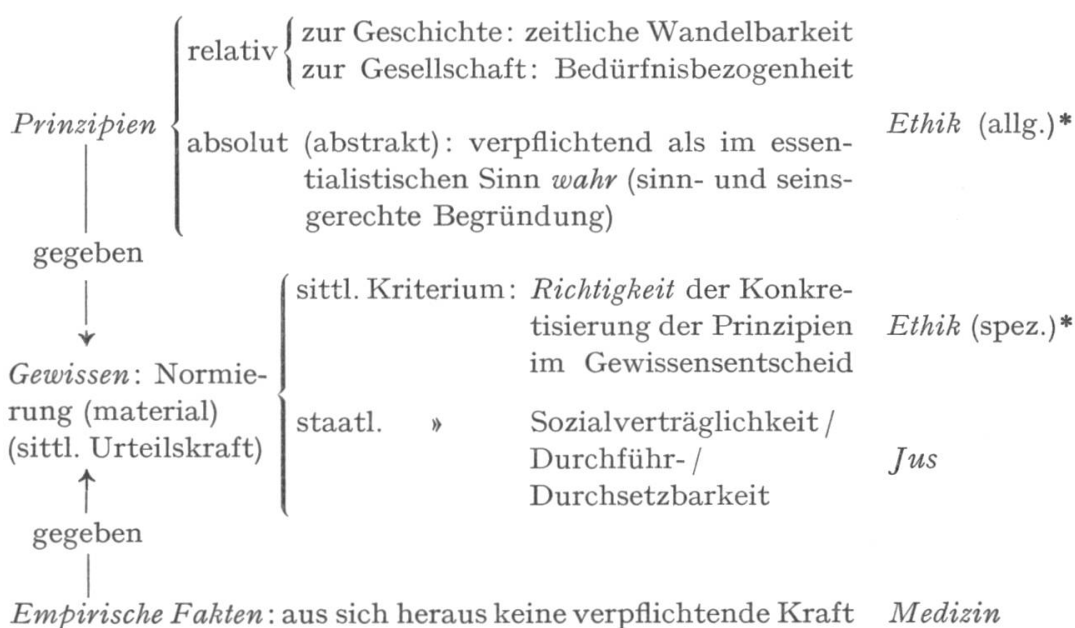 relativ
zur Geschichte: zeitliche Wandelbarkeit
zur Gesellschaft: Bedürfnisbezogenheit
Prinzipien
Ethik (allg.)*
absolut (abstrakt): verpflichtend als im essen-
tialistischen Sinn wahr (sinn- und seins-
gerechte Begründung)
gegeben
sittl. Kriterium: Richtigkeit der Konkre-
tisierung der Prinzipien Ethik (spez.)*
im Gewissensentscheid
Gewissen: Normie-
rung (material)
(sittl. Urteilskraft)
staatl. » Sozialverträglichkeit/
Durchführ-/ Jus
Durchsetzbarkeit
gegeben
Empirische Fakten: aus sich heraus keine verpflichtende Kraft Medizin